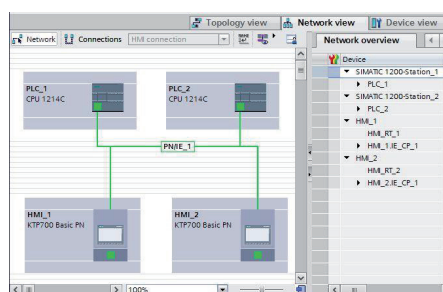 Topology view
Network view
Device view
Network
Connections
HMI connection
Network overview
Device
PLC_1
CPU 1214C
PLC_2
CPU 1214C
PN/IE_1
HMI_1
KTP700 Basic PN
HMI_2
KTP700 Basic PN
100%
SIMATIC 1200-Station_1
PLC_1
SIMATIC 1200-Station_2
PLC_2
HMI_1
HMI_RT_1
HMI_1.IE_CP_1
HMI_2
HMI_RT_2
HMI_2.IE_CP_1